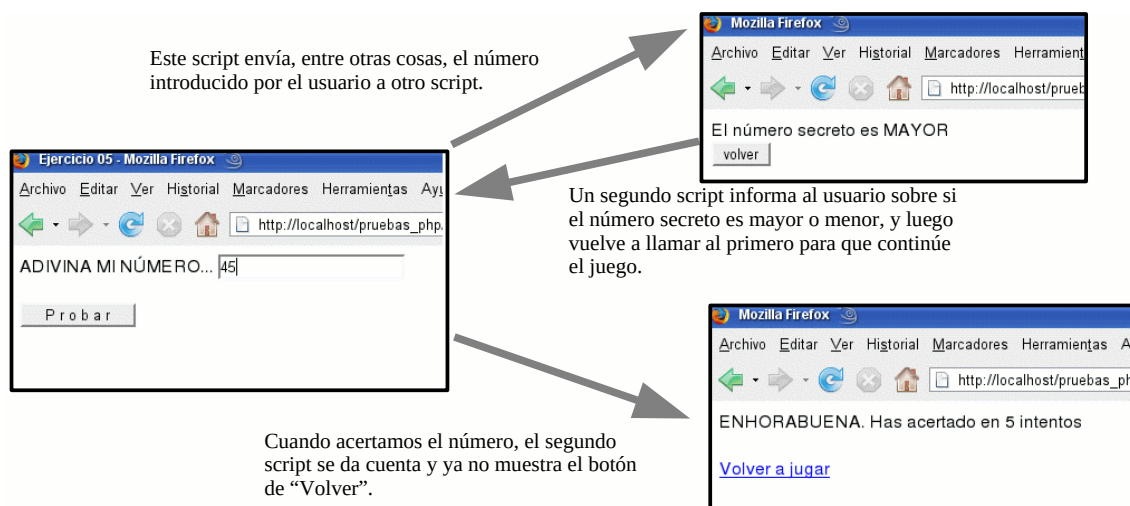 Este script envía, entre otras cosas, el número
introducido por el usuario a otro script.
Mozilla Firefox
Archivo Editar Ver Historial Marcadores Herramient
http://localhost/prueb
El número secreto es MAYOR
volver
Ejercicio 05 - Mozilla Firefox
Archivo Editar Ver Historial Marcadores Herramientas Ayu
http://localhost/pruebas_php.
ADIVINA MI NÚMERO... 45
Probar
Un segundo script informa al usuario sobre si
el número secreto es mayor o menor, y luego
vuelve a llamar al primero para que continúe
el juego.
Mozilla Firefox
Archivo Editar Ver Historial Marcadores Herramientas A
http://localhost/pruebas_ph
ENHORABUENA. Has acertado en 5 intentos
Volver a jugar
Cuando acertamos el número, el segundo
script se da cuenta y ya no muestra el botón
de “Volver”.